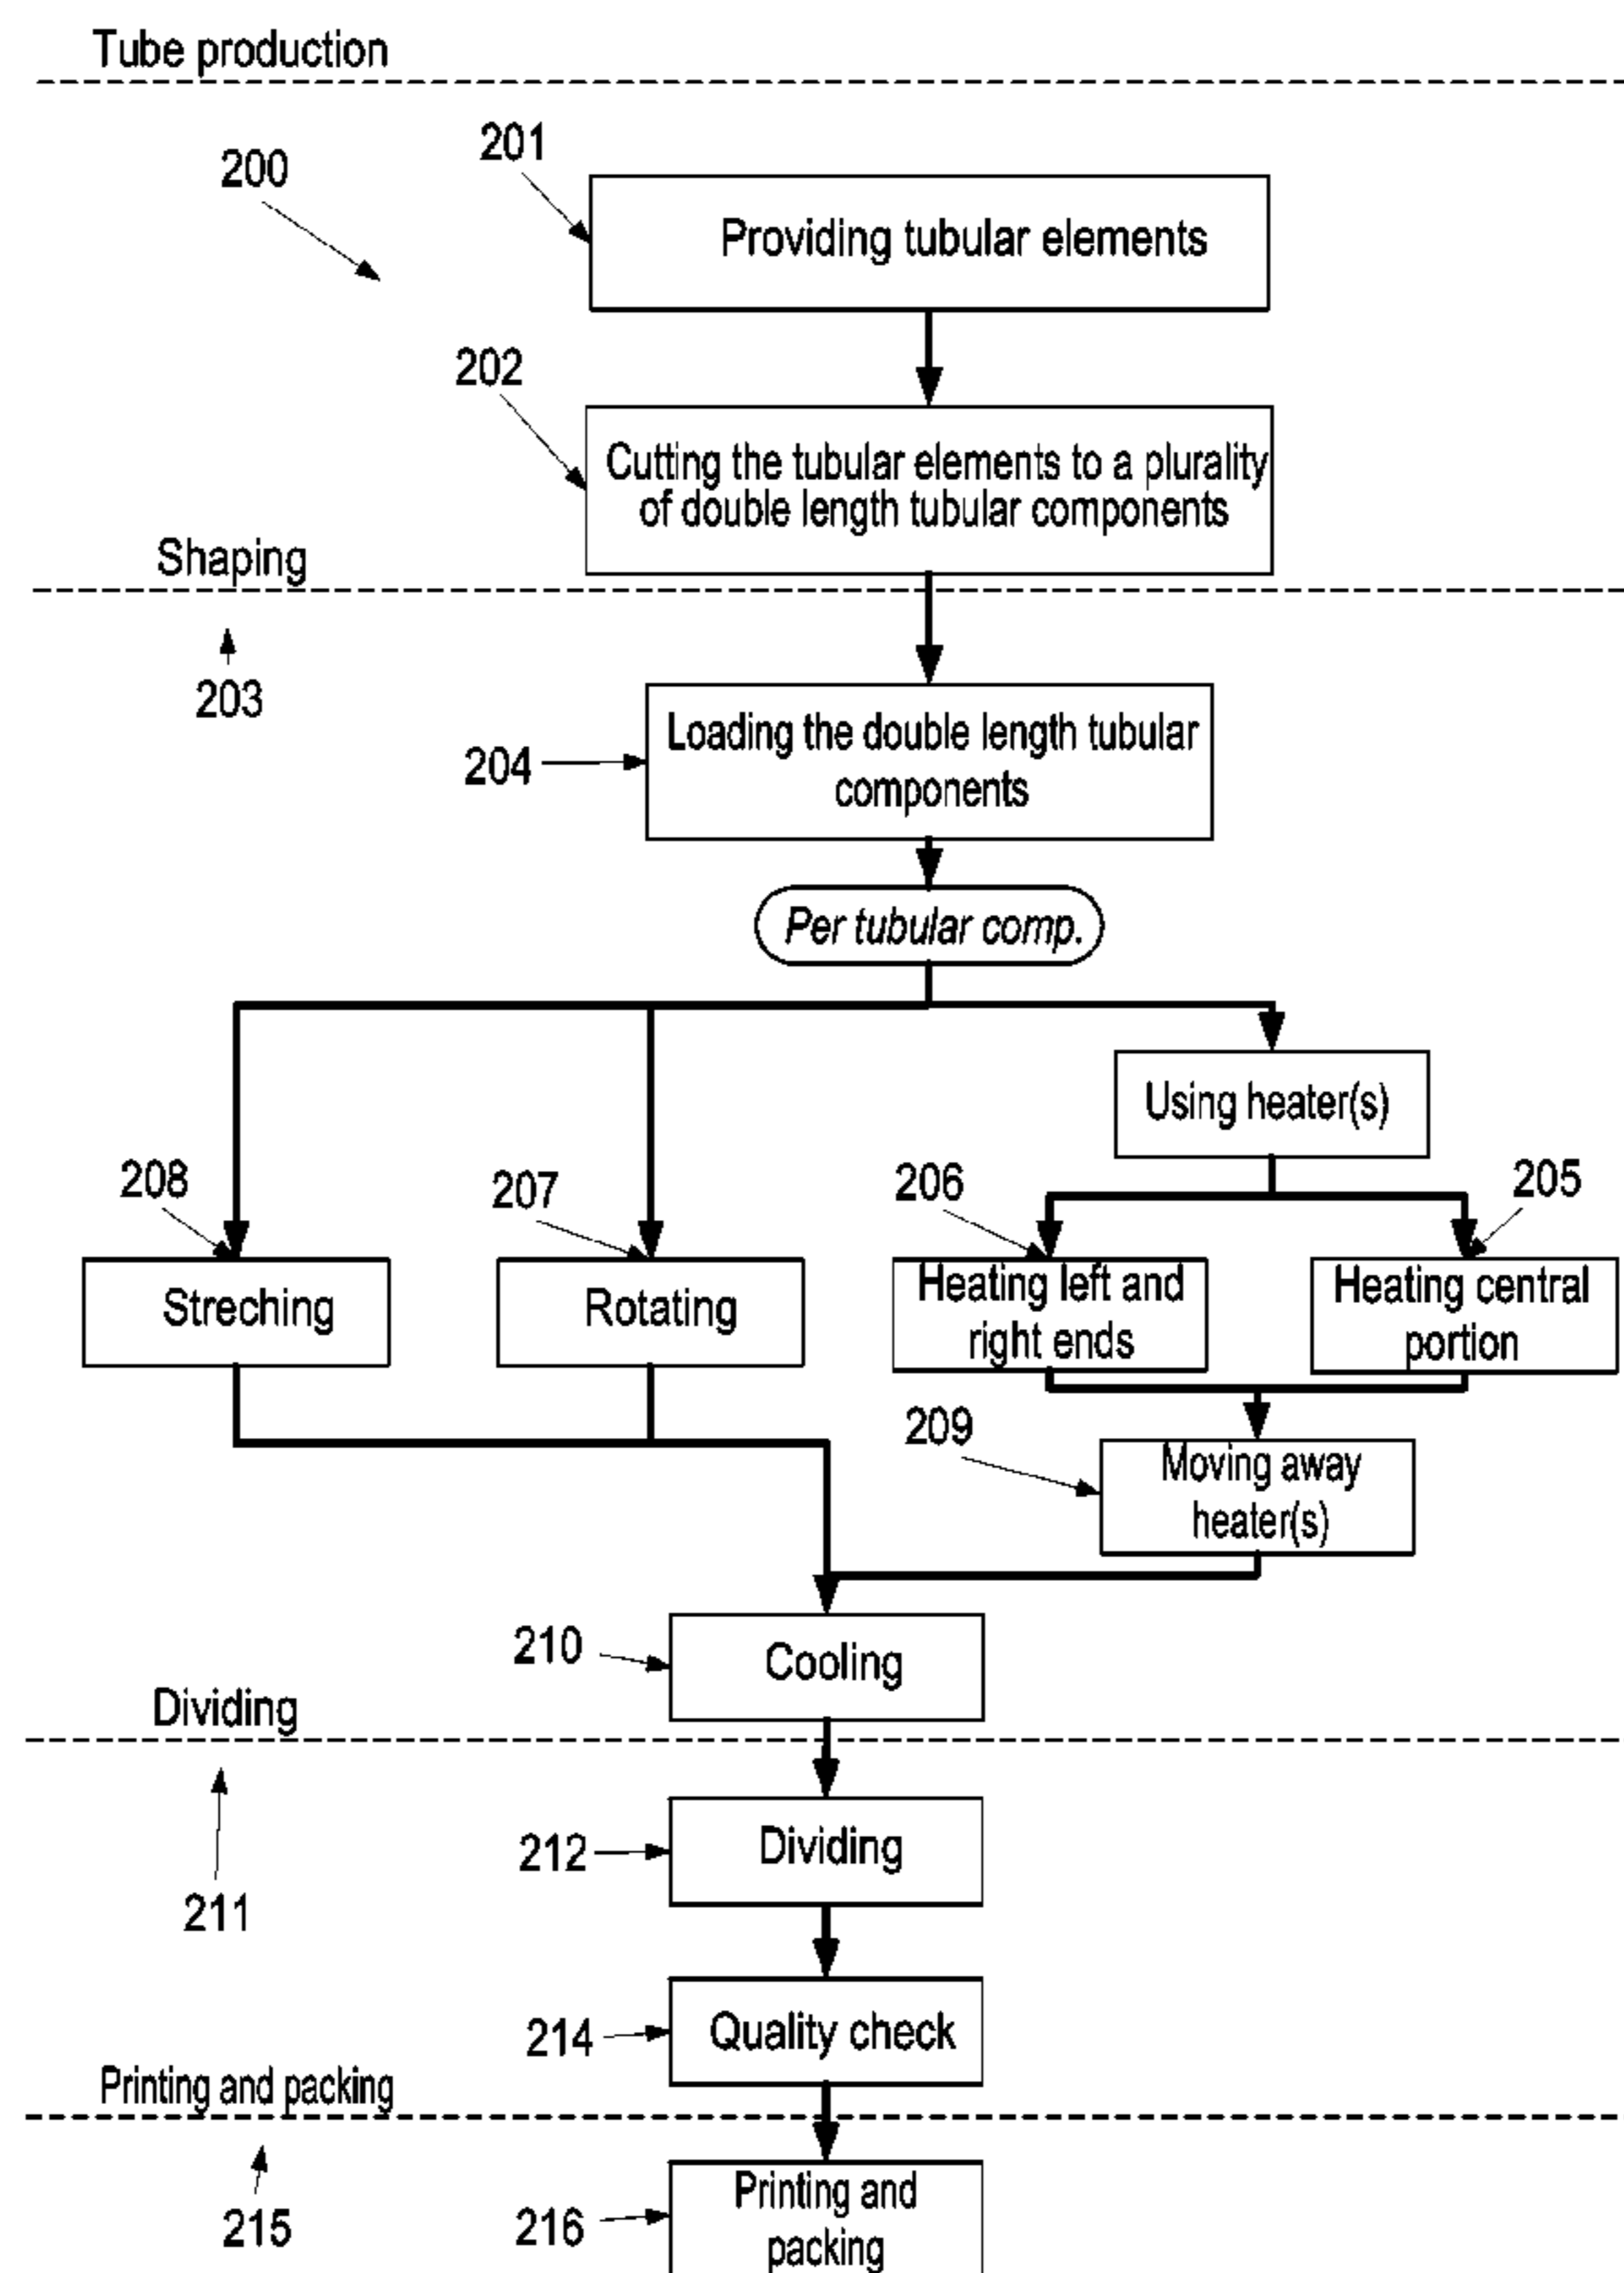 Tube production
200
201
Providing tubular elements
202
Cutting the tubular elements to a plurality
of double length tubular components
Shaping
203
204
Loading the double length tubular
components
Per tubular comp.
Using heater(s)
208
207
206
205
Streching
Rotating
Heating left and
right ends
Heating central
portion
209
Moving away
heater(s)
210
Cooling
Dividing
211
212
Dividing
214
Quality check
Printing and packing
215
216
Printing and
packing